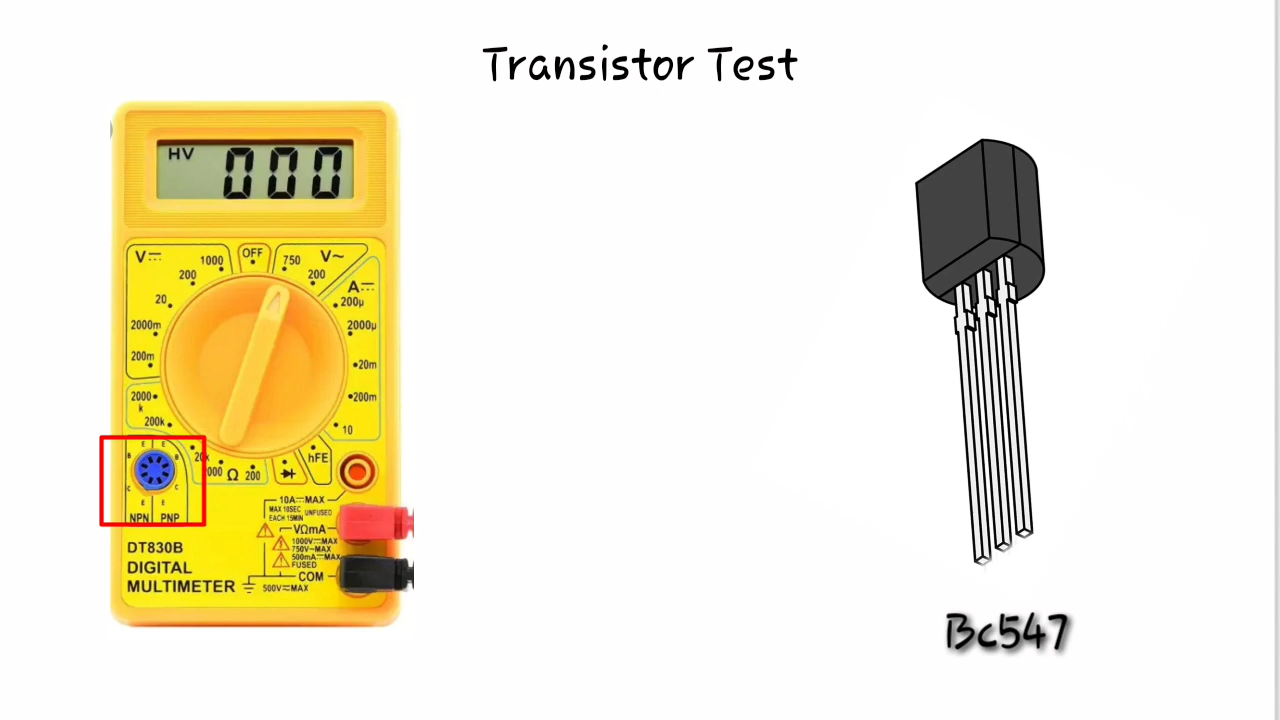 Transistor Test
HV 000
V⎓ 1000 OFF 750 V~
200 200
A⎓
20 200µ
2000m 2000µ
200m 20m
2000k 200m
200k 10
20k hFE
Ω 200
E E
B B
C C
E E
NPN PNP
10A⎓MAX
MAX 10SEC UNFUSED
EACH 15MIN
VΩmA
1000V⎓MAX
750V~MAX
500mA⎓MAX
FUSED
COM
500V≂MAX
DT830B
DIGITAL
MULTIMETER
Bc547